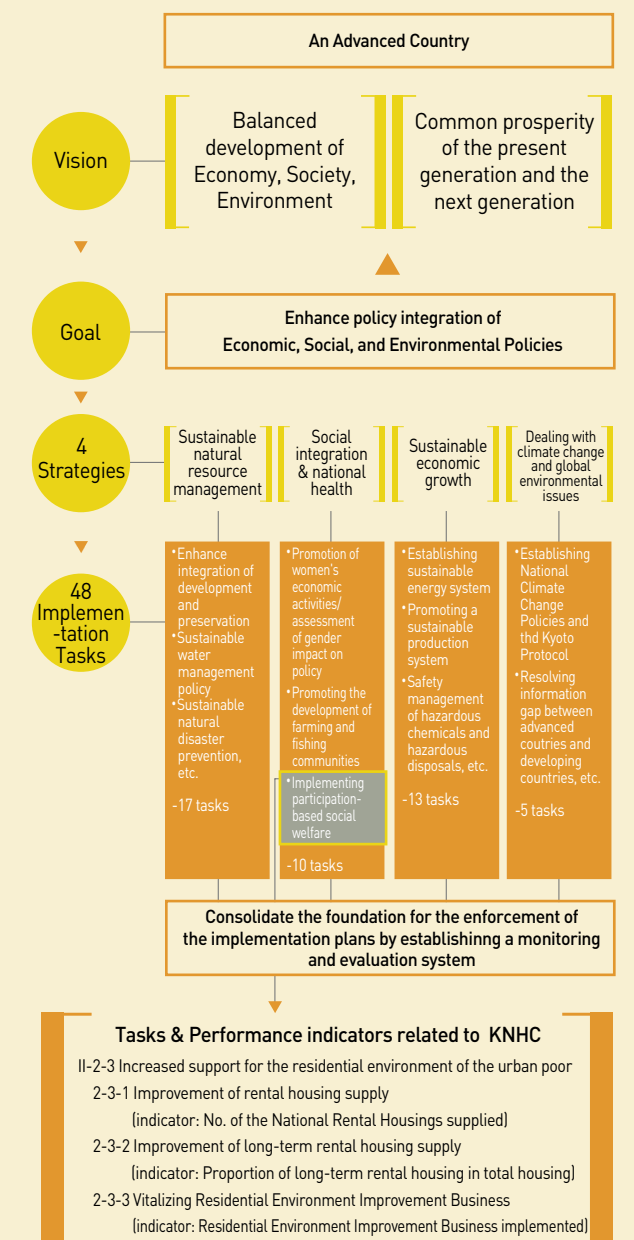 An Advanced Country
Vision
Balanced
development of
Economy, Society,
Environment
Common prosperity
of the present
generation and the
next generation
Goal
Enhance policy integration of
Economic, Social, and Environmental Policies
4
Strategies
Sustainable
natural
resource
management
Social
integration
& national
health
Sustainable
economic
growth
Dealing with
climate change
and global
environmental
issues
48
Implemen
-tation
Tasks
•Enhance
integration of
development
and
preservation
•Sustainable
water
management
policy
•Sustainable
natural
disaster
prevention,
etc.
-17 tasks
•Promotion of
women's
economic
activities/
assessment
of gender
impact on
policy
•Promoting the
development of
farming and
fishing
communities
•Implementing
participation-
based social
welfare
-10 tasks
•Establishing
sustainable
energy system
•Promoting a
sustainable
production
system
•Safety
management
of hazardous
chemicals and
hazardous
disposals, etc.
-13 tasks
•Establishing
National
Climate
Change
Policies and
thd Kyoto
Protocol
•Resolving
information
gap between
advanced
coutries and
developing
countries, etc.
-5 tasks
Consolidate the foundation for the enforcement of
the implementation plans by establishinng a monitoring
and evaluation system
Tasks & Performance indicators related to KNHC
II-2-3 Increased support for the residential environment of the urban poor
2-3-1 Improvement of rental housing supply
(indicator: No. of the National Rental Housings supplied)
2-3-2 Improvement of long-term rental housing supply
(indicator: Proportion of long-term rental housing in total housing)
2-3-3 Vitalizing Residential Environment Improvement Business
(indicator: Residential Environment Improvement Business implemented)